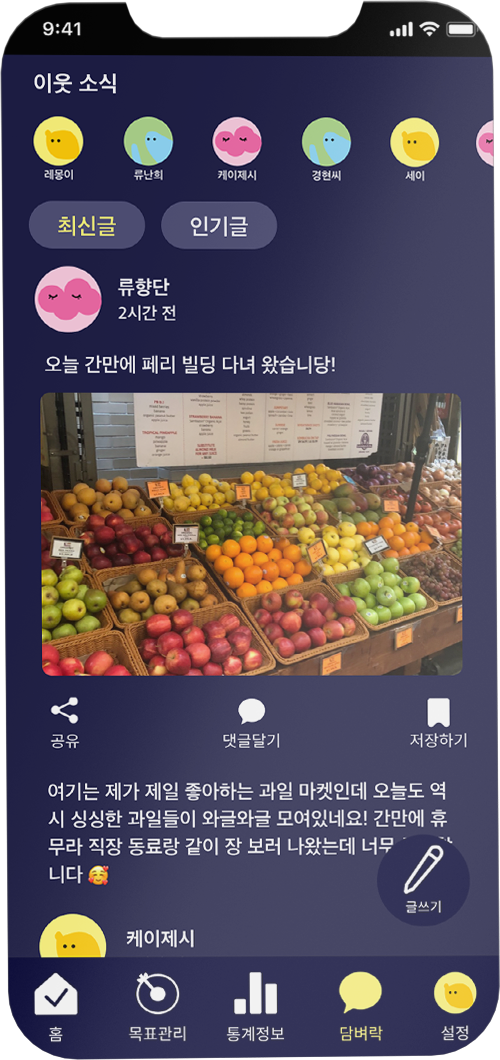 9:41
이웃 소식
레몽이 류난희 케이제시 경현씨 세이
최신글 인기글
류향단
2시간 전
오늘 간만에 페리 빌딩 다녀 왔습니당!
공유 댓글달기 저장하기
여기는 제가 제일 좋아하는 과일 마켓인데 오늘도 역
시 싱싱한 과일들이 와글와글 모여있네요! 간만에 휴
무라 직장 동료랑 같이 장 보러 나왔는데 너무
니다 🥰
글쓰기
케이제시
홈 목표관리 통계정보 담벼락 설정